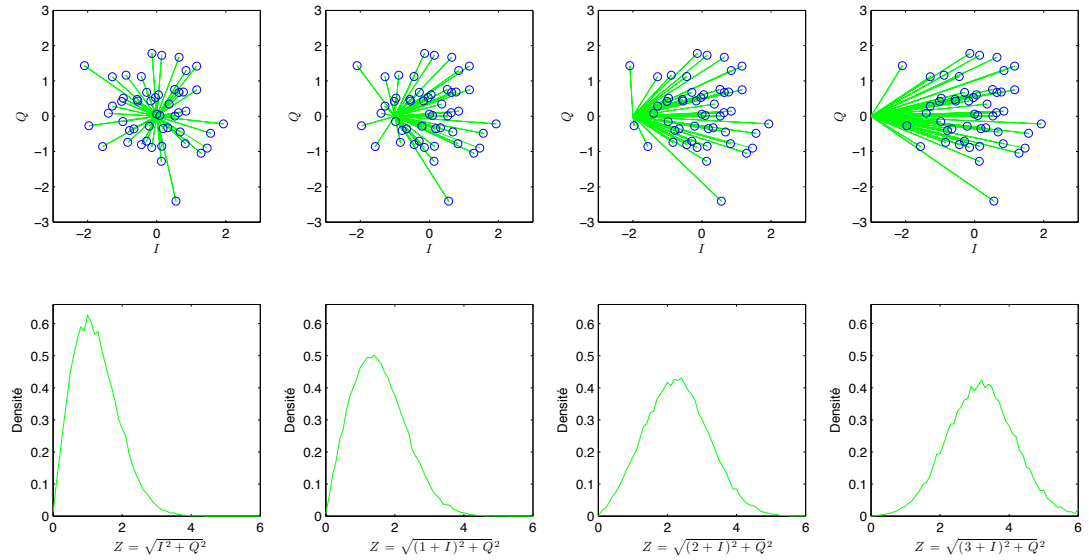 3
2
1
0
−1
−2
−3
Q
−2 0 2
I
3
2
1
0
−1
−2
−3
Q
−2 0 2
I
3
2
1
0
−1
−2
−3
Q
−2 0 2
I
3
2
1
0
−1
−2
−3
Q
−2 0 2
I
0.6
0.5
0.4
0.3
0.2
0.1
0
Densité
0 2 4 6
Z = √(I² + Q²)
0.6
0.5
0.4
0.3
0.2
0.1
0
Densité
0 2 4 6
Z = √((1 + I)² + Q²)
0.6
0.5
0.4
0.3
0.2
0.1
0
Densité
0 2 4 6
Z = √((2 + I)² + Q²)
0.6
0.5
0.4
0.3
0.2
0.1
0
Densité
0 2 4 6
Z = √((3 + I)² + Q²)